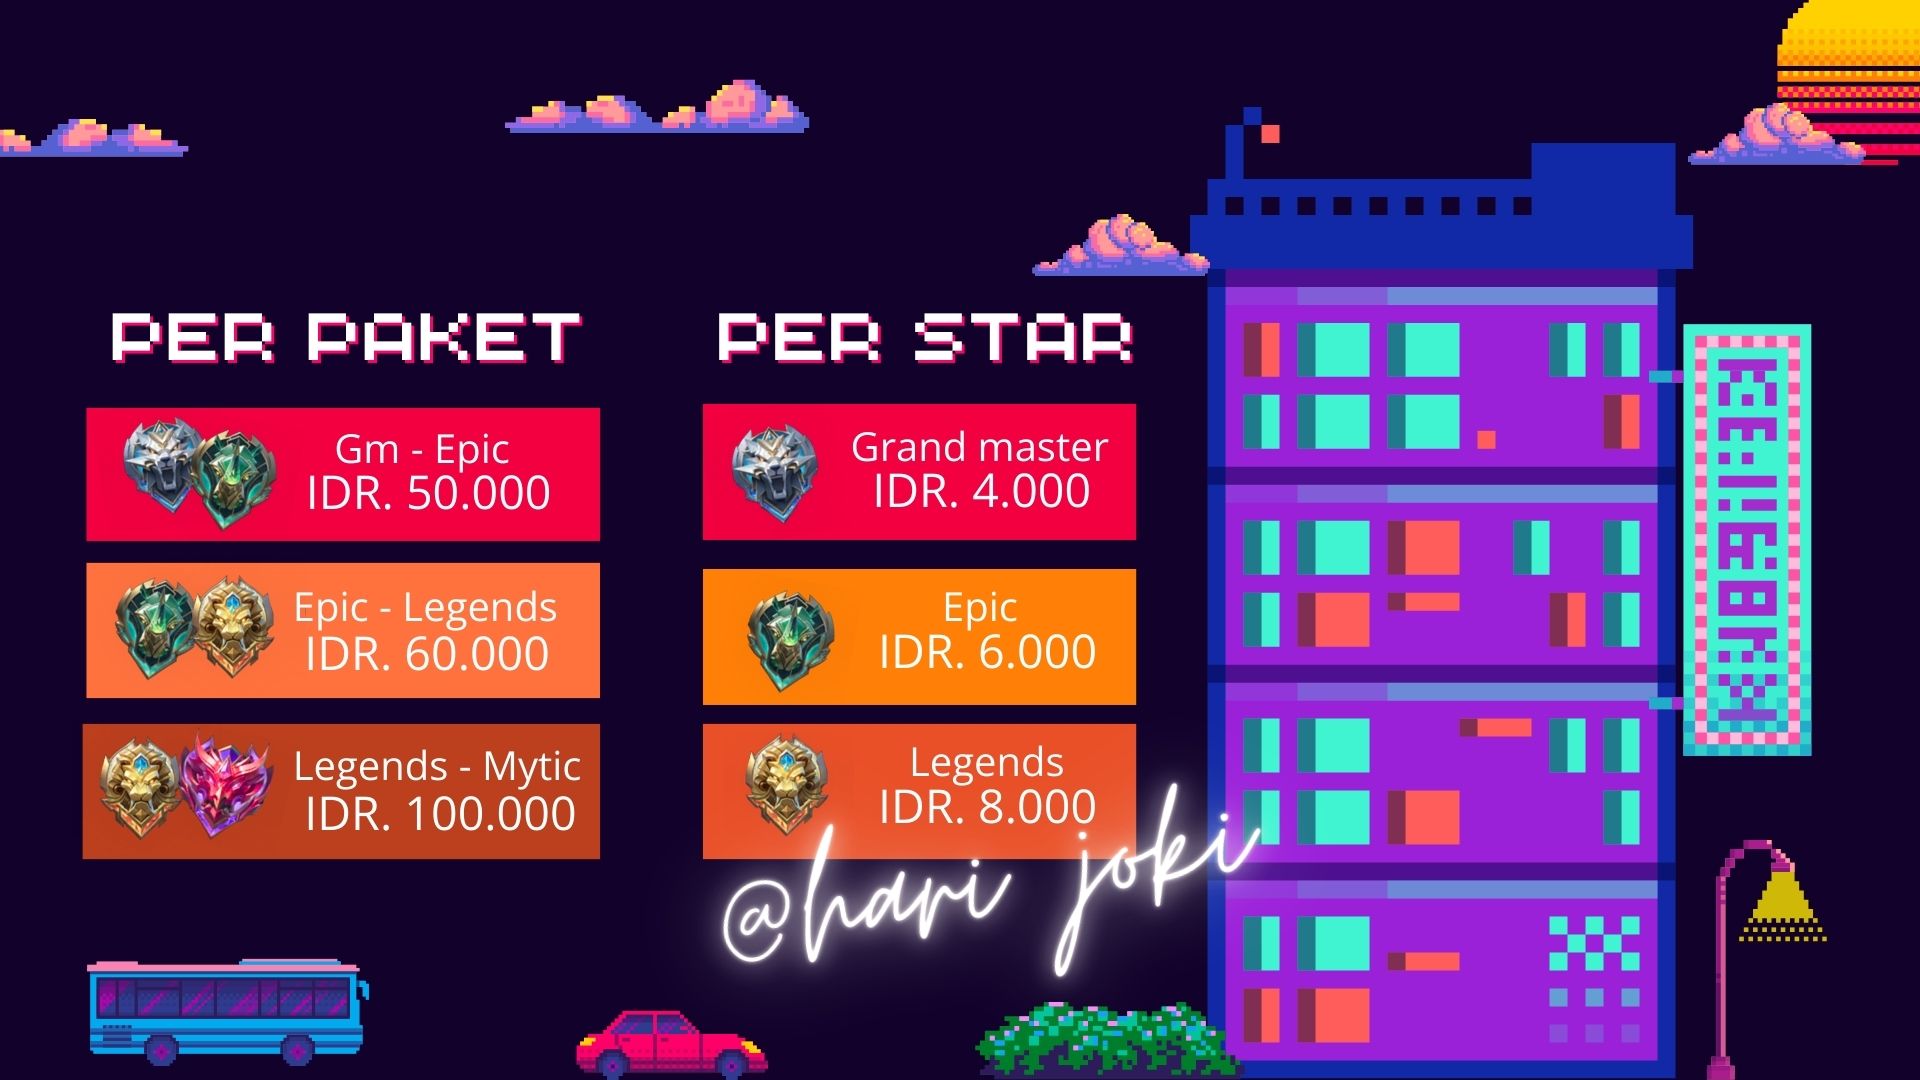 PER PAKET
Gm - Epic
IDR. 50.000
Epic - Legends
IDR. 60.000
Legends - Mytic
IDR. 100.000
PER STAR
Grand master
IDR. 4.000
Epic
IDR. 6.000
Legends
IDR. 8.000
@hari joki